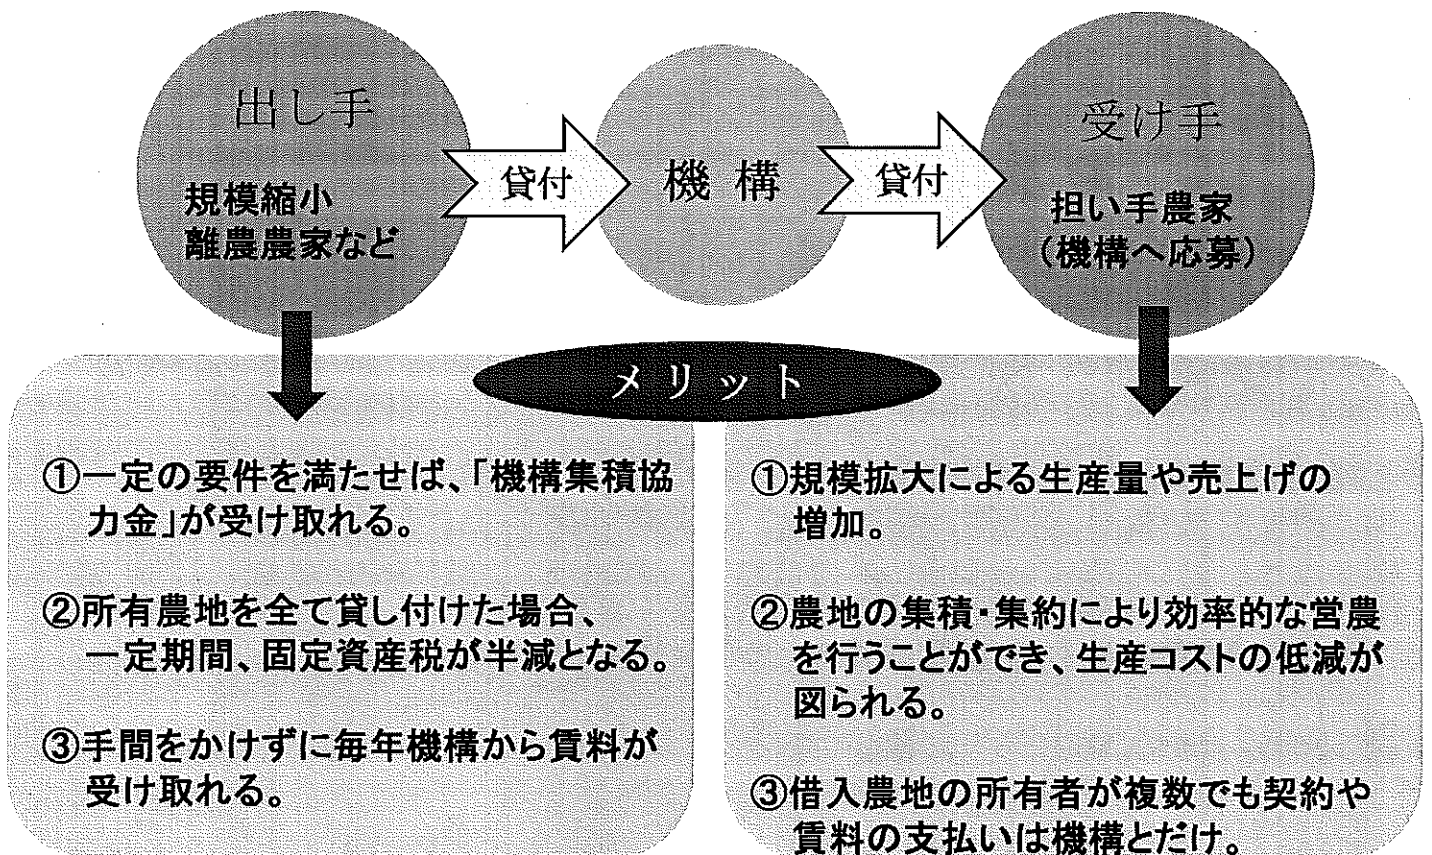 出し手
規模縮小
離農農家など
貸付
機 構
貸付
受け手
担い手農家
(機構へ応募)
メリット
①一定の要件を満たせば、「機構集積協
力金」が受け取れる。
②所有農地を全て貸し付けた場合、
一定期間、固定資産税が半減となる。
③手間をかけずに毎年機構から賃料が
受け取れる。
①規模拡大による生産量や売上げの
増加。
②農地の集積・集約により効率的な営農
を行うことができ、生産コストの低減が
図られる。
③借入農地の所有者が複数でも契約や
賃料の支払いは機構とだけ。